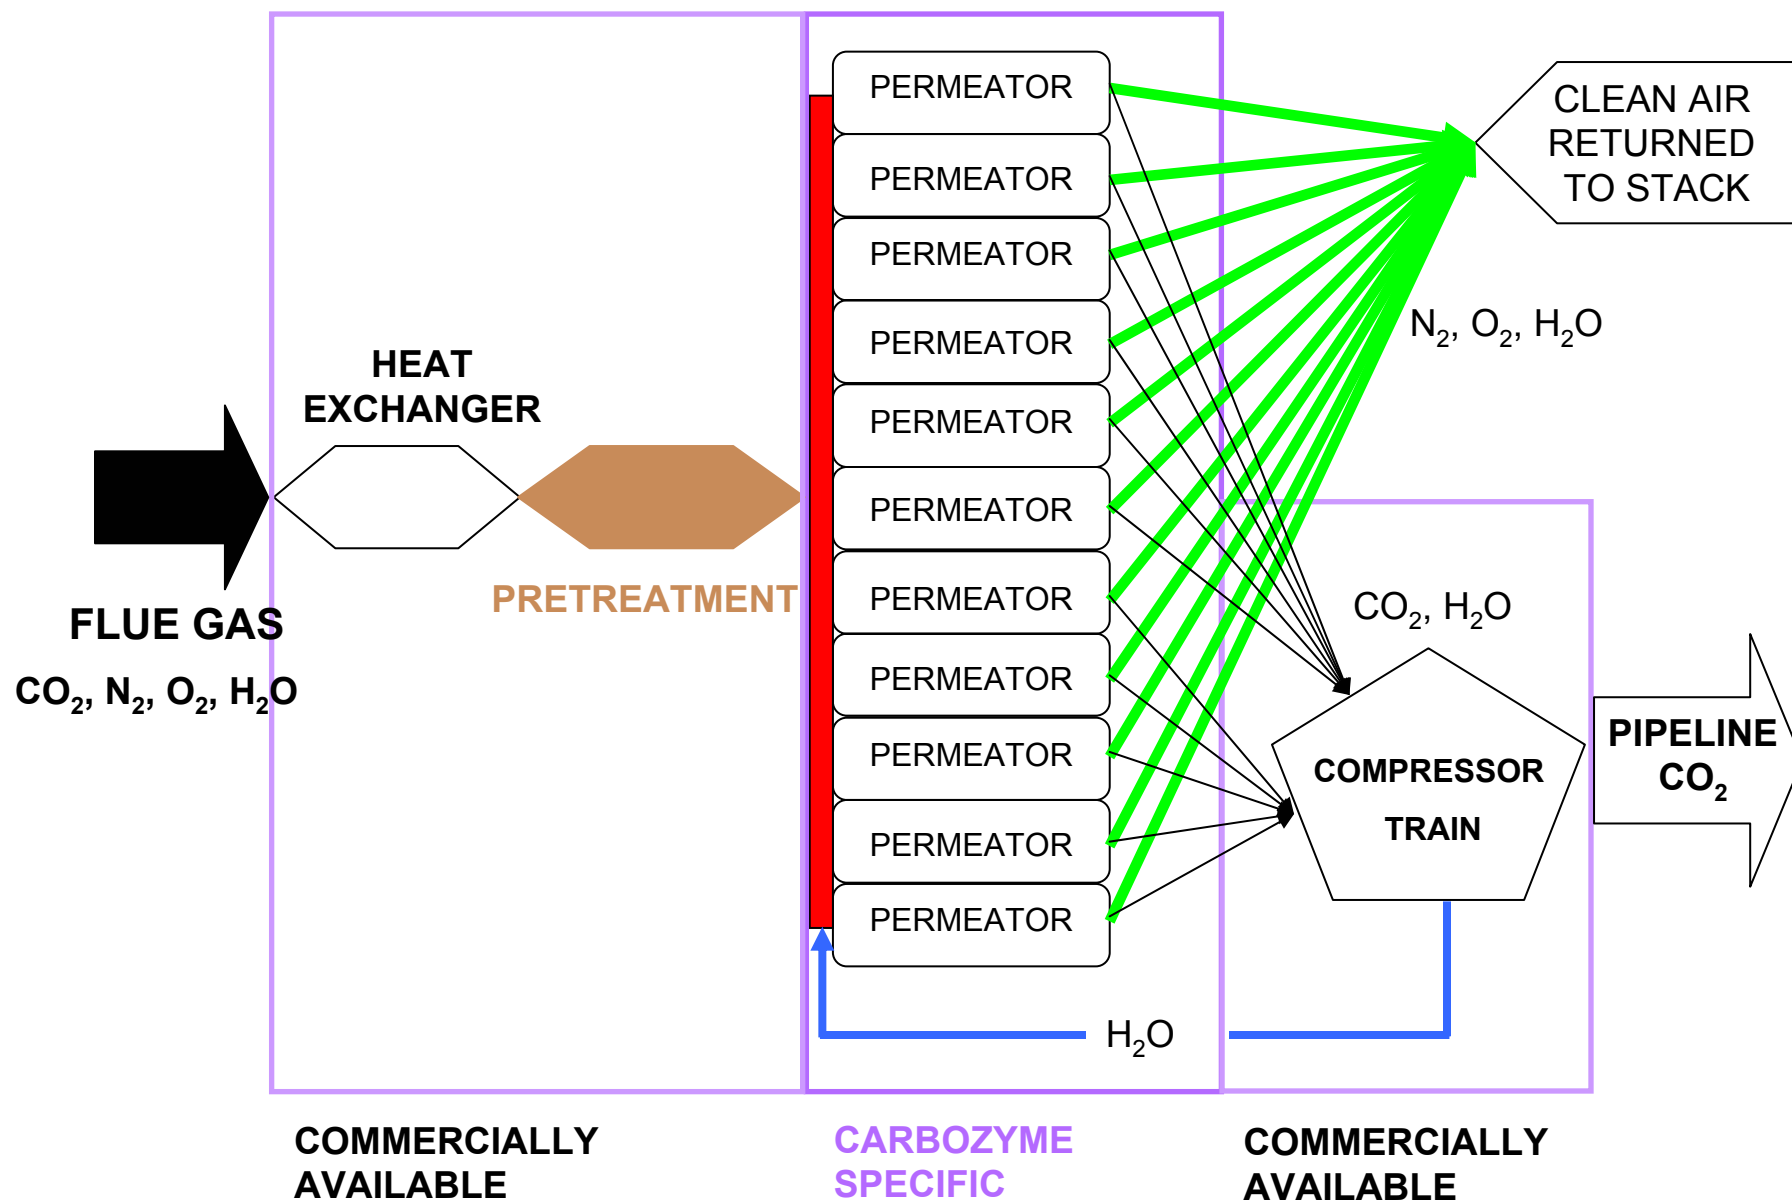 PERMEATOR
PERMEATOR
PERMEATOR
PERMEATOR
PERMEATOR
PERMEATOR
PERMEATOR
PERMEATOR
PERMEATOR
PERMEATOR
PERMEATOR
CLEAN AIR
RETURNED
TO STACK
N₂, O₂, H₂O
HEAT
EXCHANGER
PRETREATMENT
FLUE GAS
CO₂, N₂, O₂, H₂O
CO₂, H₂O
COMPRESSOR
TRAIN
PIPELINE
CO₂
H₂O
COMMERCIALLY
AVAILABLE
CARBOZYME
SPECIFIC
COMMERCIALLY
AVAILABLE